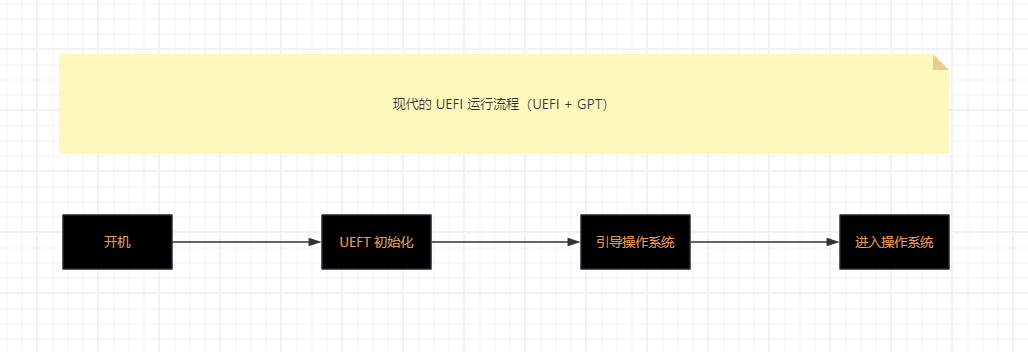 现代的 UEFI 运行流程（UEFI + GPT）
开机
UEFT 初始化
引导操作系统
进入操作系统